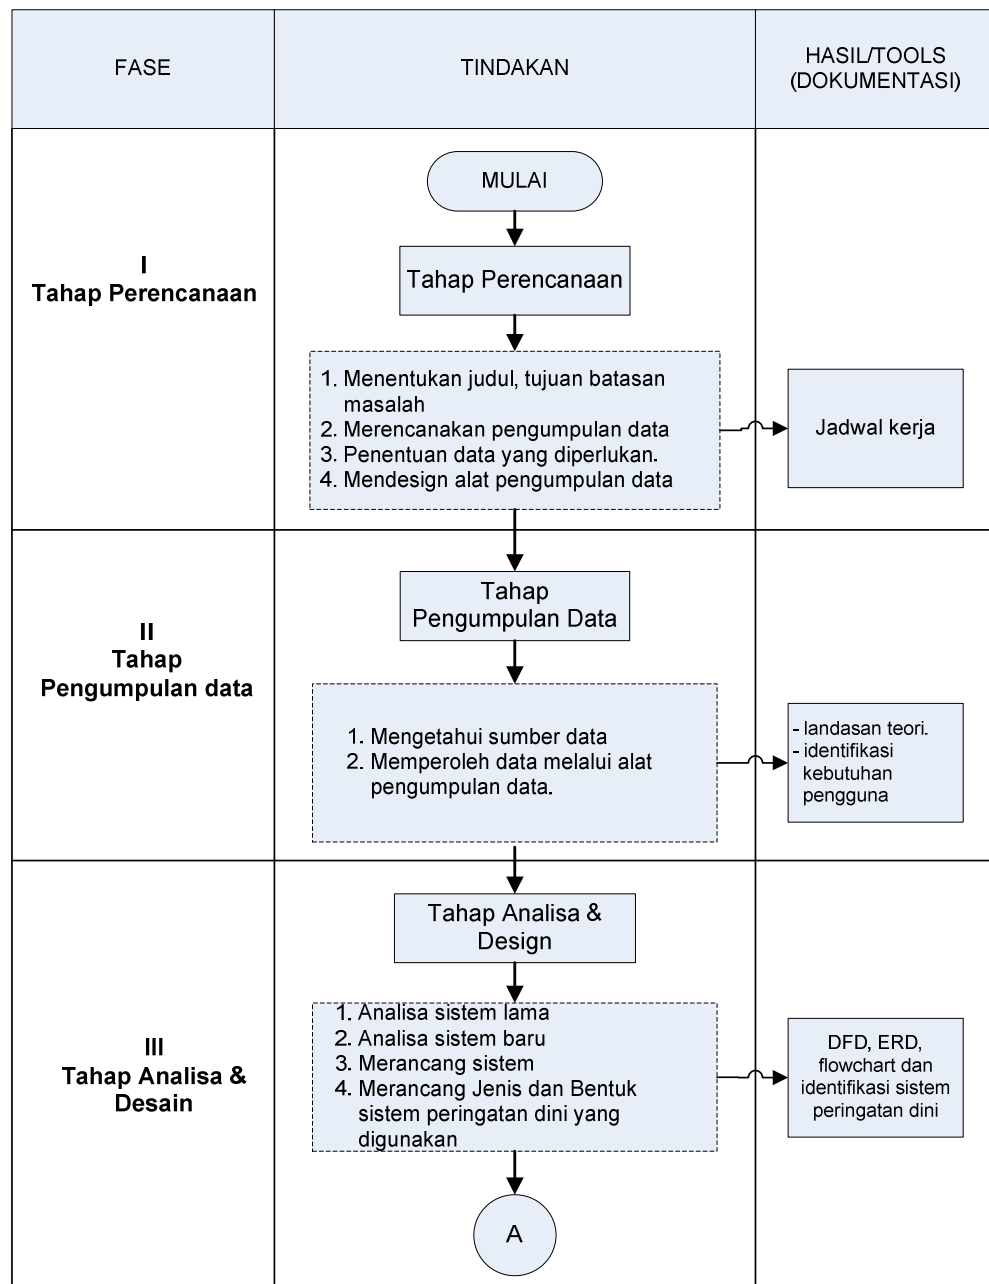 FASE
TINDAKAN
HASIL/TOOLS
(DOKUMENTASI)
I
Tahap Perencanaan
MULAI
Tahap Perencanaan
1. Menentukan judul, tujuan batasan
masalah
2. Merencanakan pengumpulan data
3. Penentuan data yang diperlukan.
4. Mendesign alat pengumpulan data
Jadwal kerja
II
Tahap
Pengumpulan data
Tahap
Pengumpulan Data
1. Mengetahui sumber data
2. Memperoleh data melalui alat
pengumpulan data.
- landasan teori.
- identifikasi
kebutuhan
pengguna
III
Tahap Analisa &
Desain
Tahap Analisa &
Design
1. Analisa sistem lama
2. Analisa sistem baru
3. Merancang sistem
4. Merancang Jenis dan Bentuk
sistem peringatan dini yang
digunakan
DFD, ERD,
flowchart dan
identifikasi sistem
peringatan dini
A